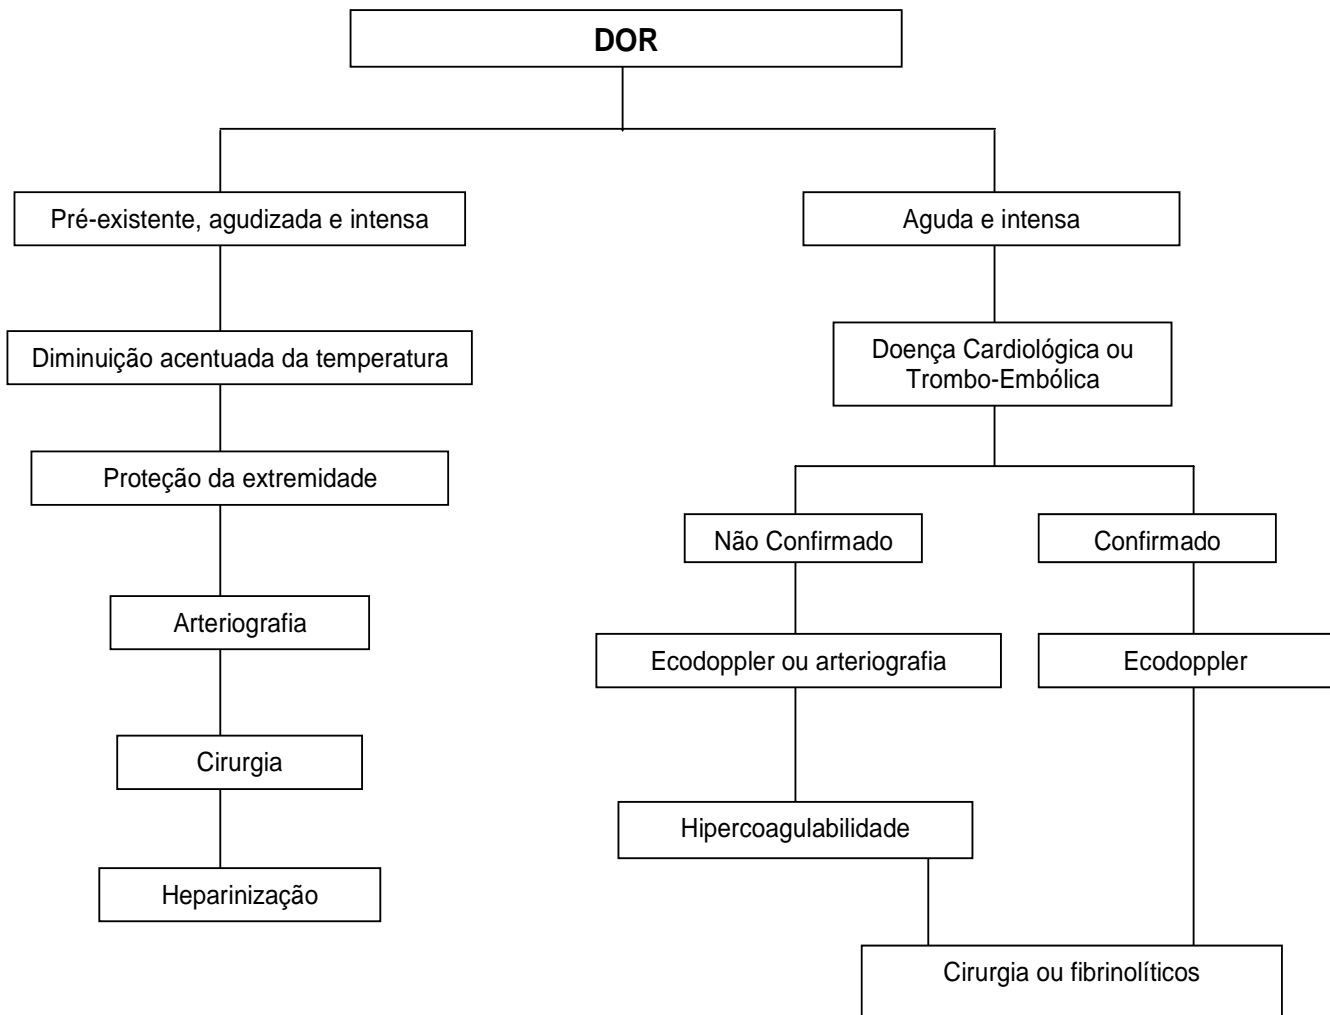 DOR
Pré-existente, agudizada e intensa
Aguda e intensa
Diminuição acentuada da temperatura
Doença Cardiológica ou
Trombo-Embólica
Proteção da extremidade
Não Confirmado
Confirmado
Arteriografia
Ecodoppler ou arteriografia
Ecodoppler
Cirurgia
Hipercoagulabilidade
Heparinização
Cirurgia ou fibrinolíticos